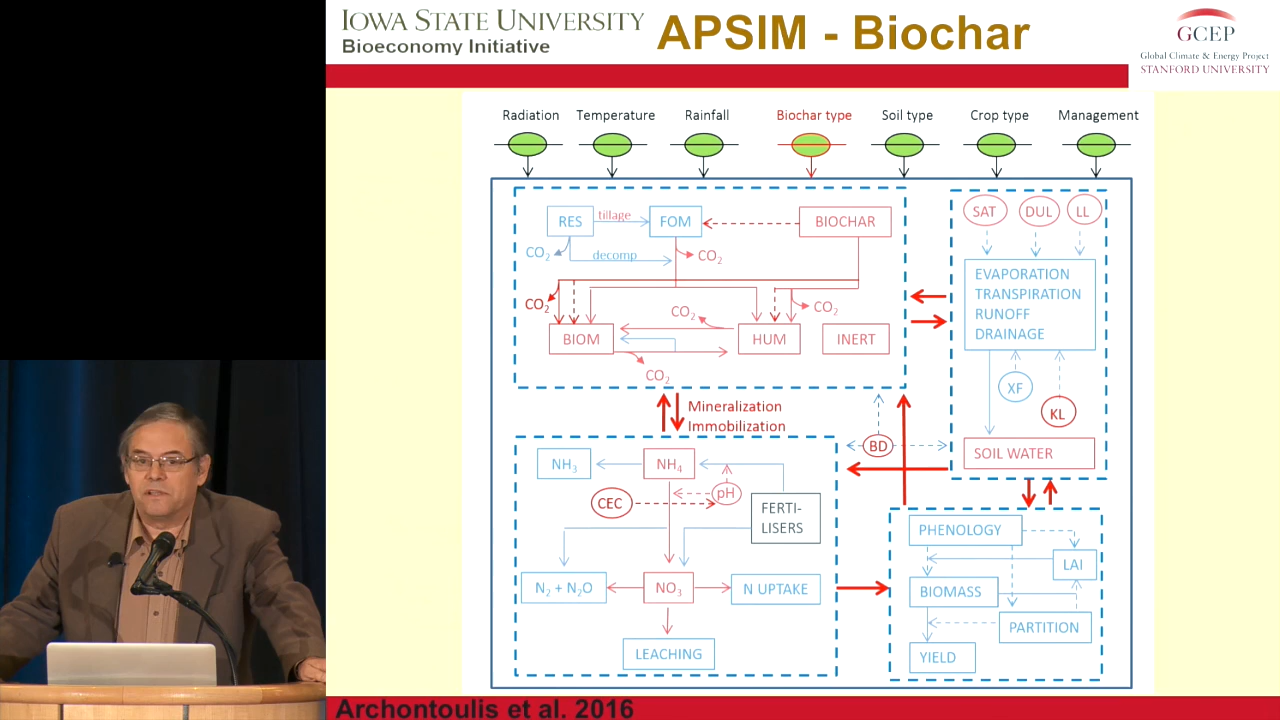 IOWA STATE UNIVERSITY
Bioeconomy Initiative
APSIM - Biochar
GCEP
Global Climate & Energy Project
STANFORD UNIVERSITY
Radiation Temperature Rainfall Biochar type Soil type Crop type Management
RES tillage FOM BIOCHAR
CO2 decomp CO2
CO2 CO2 CO2
BIOM HUM INERT
CO2
SAT DUL LL
EVAPORATION
TRANSPIRATION
RUNOFF
DRAINAGE
XF
KL
SOIL WATER
Mineralization
Immobilization
BD
NH3 NH4
pH
CEC
FERTI-
LISERS
N2 + N2O NO3 N UPTAKE
LEACHING
PHENOLOGY
LAI
BIOMASS
PARTITION
YIELD
Archontoulis et al. 2016